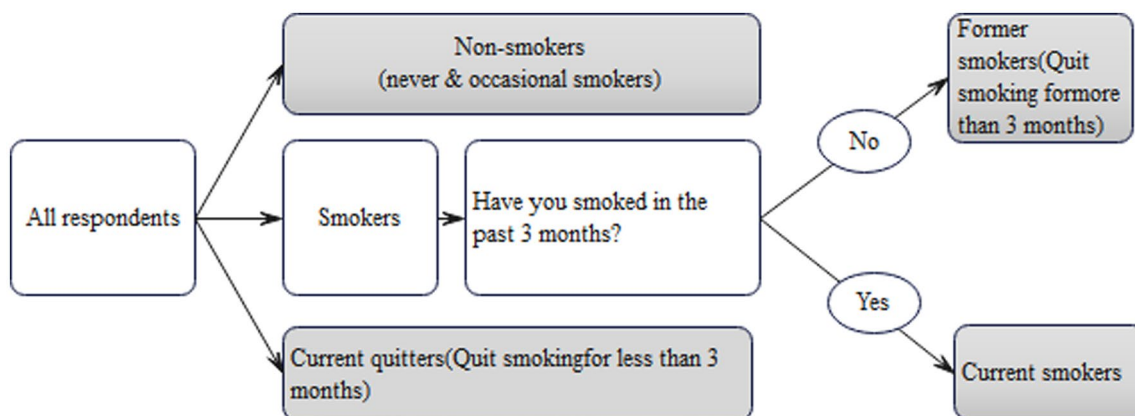 Non-smokers
(never & occasional smokers)
Former
smokers(Quit
smoking formore
than 3 months)
No
All respondents
Smokers
Have you smoked in the
past 3 months?
Yes
Current quitters(Quit smokingfor less than 3
months)
Current smokers